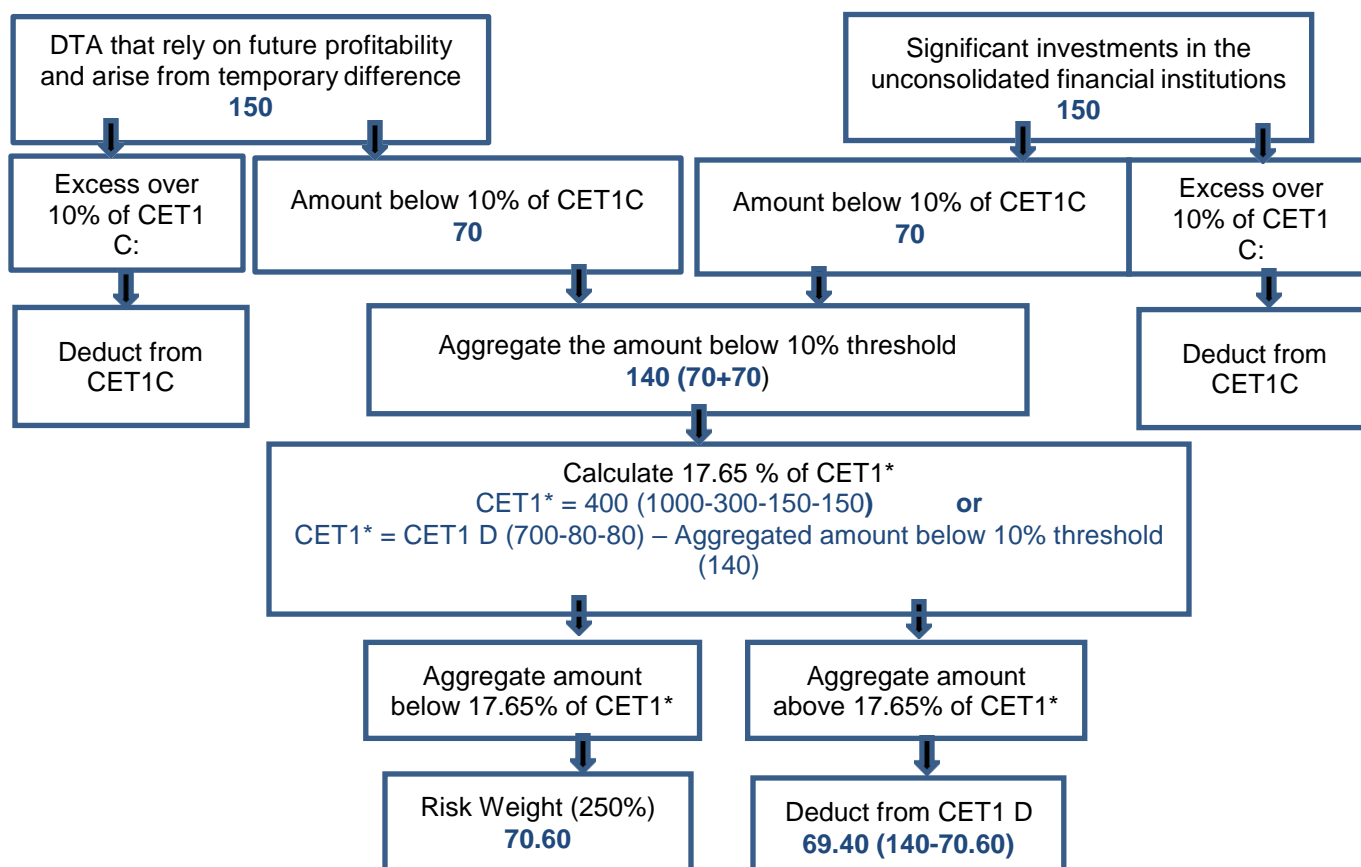 DTA that rely on future profitability
and arise from temporary difference
150
Significant investments in the
unconsolidated financial institutions
150
Excess over
10% of CET1
C:
Amount below 10% of CET1C
70
Amount below 10% of CET1C
70
Excess over
10% of CET1
C:
Deduct from
CET1C
Aggregate the amount below 10% threshold
140 (70+70)
Deduct from
CET1C
Calculate 17.65 % of CET1*
CET1* = 400 (1000-300-150-150) or
CET1* = CET1 D (700-80-80) – Aggregated amount below 10% threshold
(140)
Aggregate amount
below 17.65% of CET1*
Aggregate amount
above 17.65% of CET1*
Risk Weight (250%)
70.60
Deduct from CET1 D
69.40 (140-70.60)